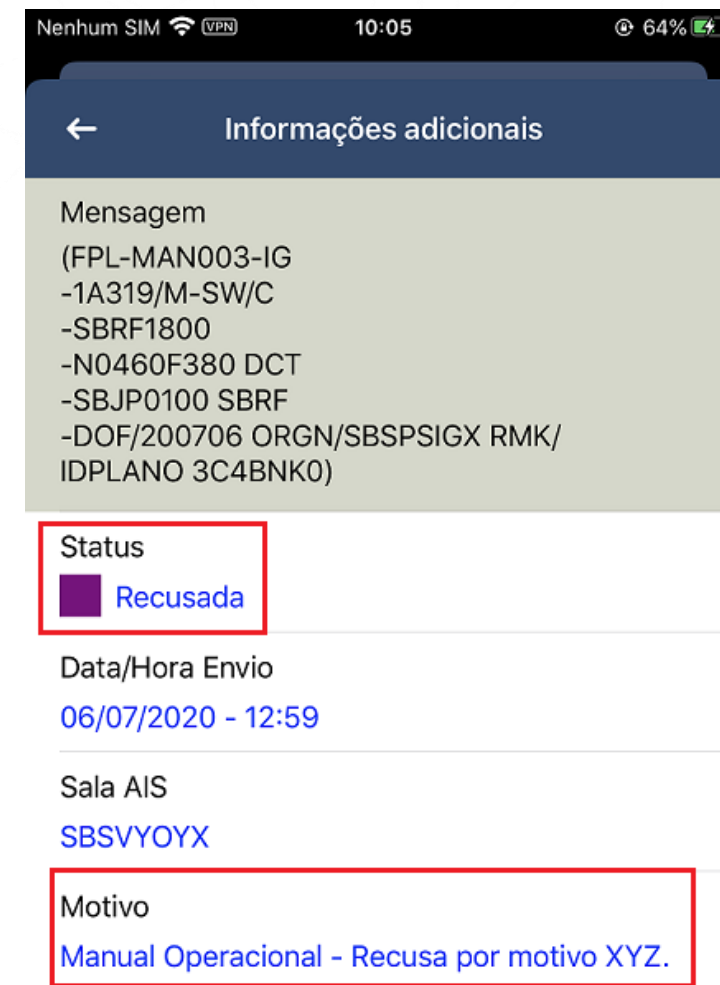 Nenhum SIM VPN 10:05 64%
Informações adicionais
Mensagem
(FPL-MAN003-IG
-1A319/M-SW/C
-SBRF1800
-N0460F380 DCT
-SBJP0100 SBRF
-DOF/200706 ORGN/SBSPSIGX RMK/
IDPLANO 3C4BNK0)
Status
Recusada
Data/Hora Envio
06/07/2020 - 12:59
Sala AIS
SBSVYOYX
Motivo
Manual Operacional - Recusa por motivo XYZ.